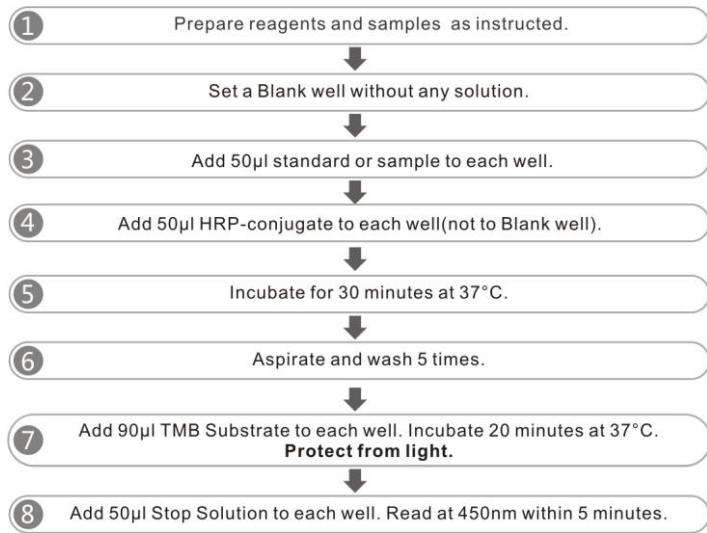 1 Prepare reagents and samples as instructed.
2 Set a Blank well without any solution.
3 Add 50µl standard or sample to each well.
4 Add 50µl HRP-conjugate to each well(not to Blank well).
5 Incubate for 30 minutes at 37°C.
6 Aspirate and wash 5 times.
7 Add 90µl TMB Substrate to each well. Incubate 20 minutes at 37°C.
Protect from light.
8 Add 50µl Stop Solution to each well. Read at 450nm within 5 minutes.